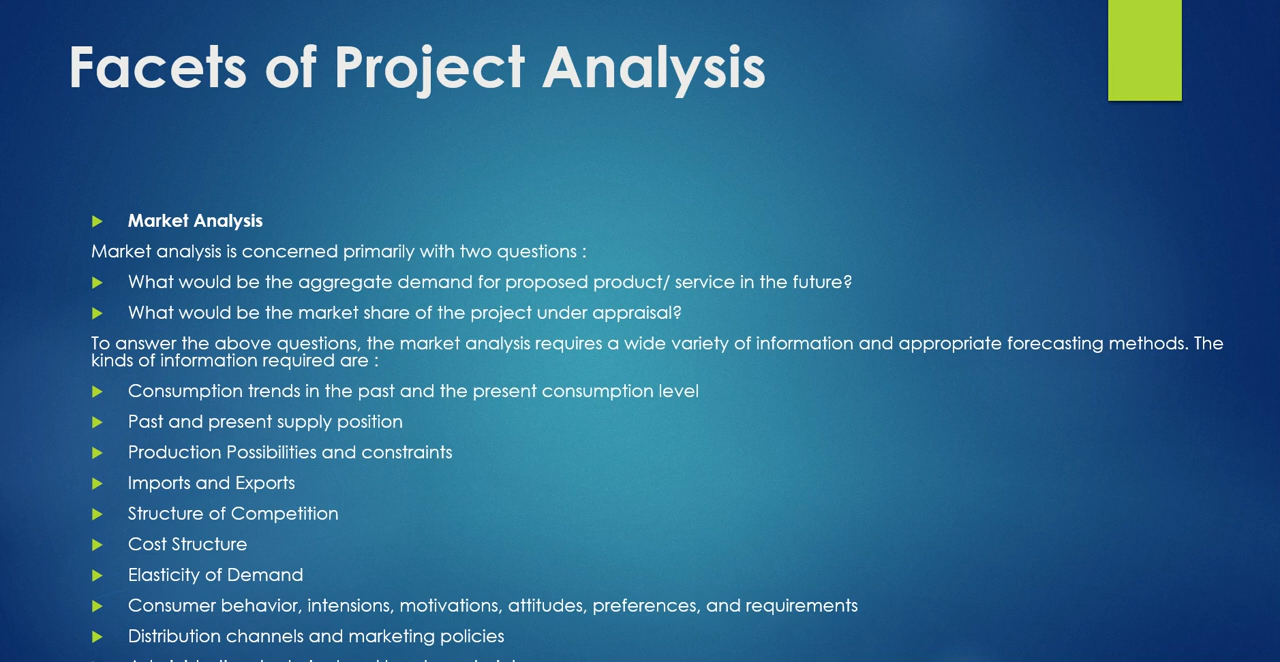 Facets of Project Analysis
Market Analysis
Market analysis is concerned primarily with two questions :
What would be the aggregate demand for proposed product/ service in the future?
What would be the market share of the project under appraisal?
To answer the above questions, the market analysis requires a wide variety of information and appropriate forecasting methods. The
kinds of information required are :
Consumption trends in the past and the present consumption level
Past and present supply position
Production Possibilities and constraints
Imports and Exports
Structure of Competition
Cost Structure
Elasticity of Demand
Consumer behavior, intensions, motivations, attitudes, preferences, and requirements
Distribution channels and marketing policies